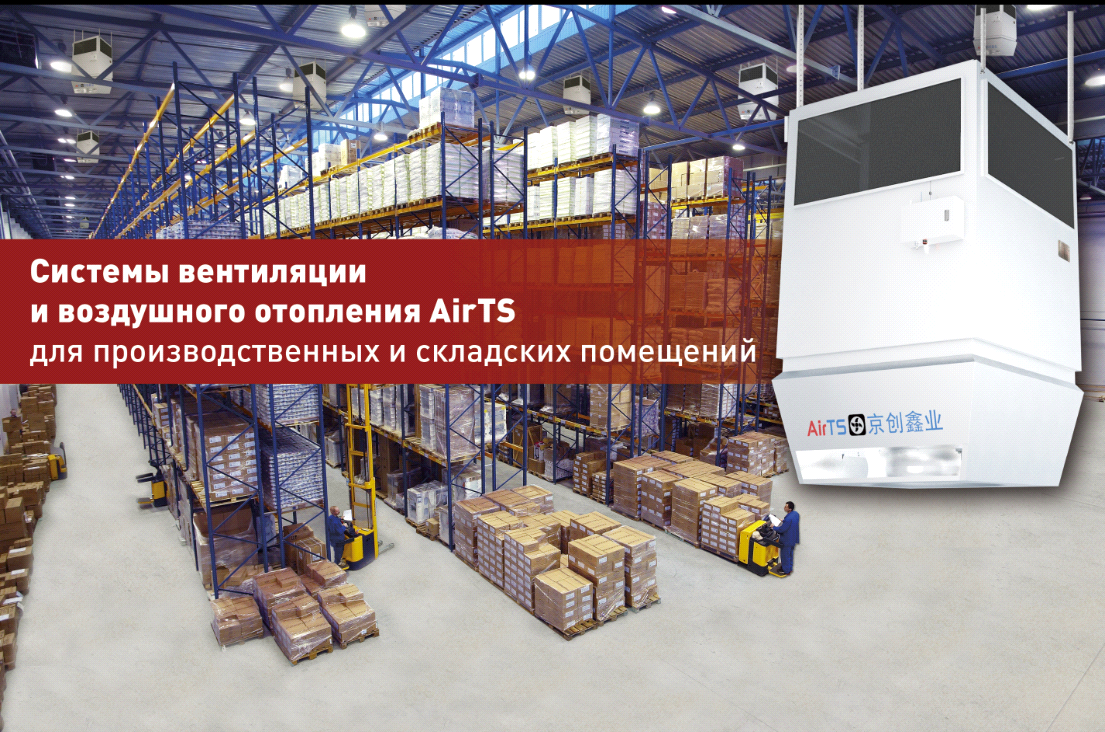 Системы вентиляции
и воздушного отопления AirTS
для производственных и складских помещений
AirTS 京创鑫业